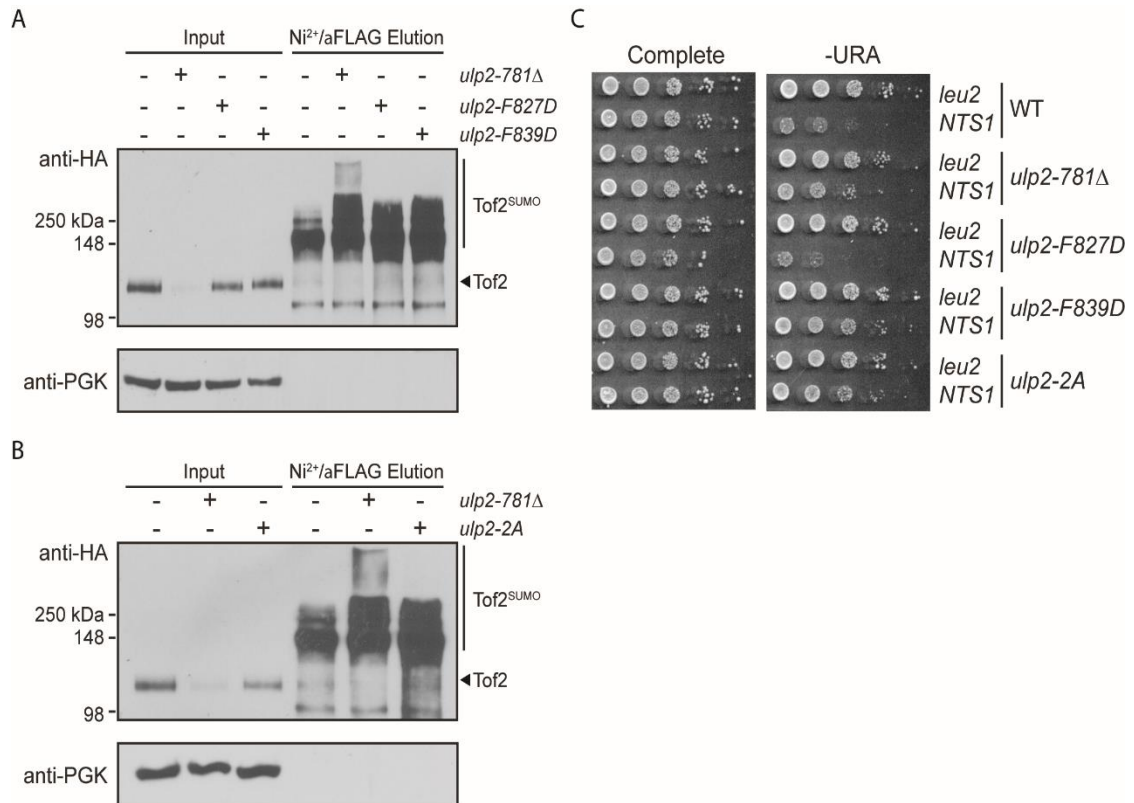 A
Input Ni²⁺/aFLAG Elution
- + - - - + - - ulp2-781Δ
- - + - - - + - ulp2-F827D
- - - + - - - + ulp2-F839D
anti-HA
Tof2ˢᵁᴹᴼ
250 kDa
148
Tof2
98
anti-PGK
B
Input Ni²⁺/aFLAG Elution
- + - - + - ulp2-781Δ
- - + - - + ulp2-2A
anti-HA
Tof2ˢᵁᴹᴼ
250 kDa
148
Tof2
98
anti-PGK
C
Complete -URA
leu2
NTS1
WT
leu2
NTS1
ulp2-781Δ
leu2
NTS1
ulp2-F827D
leu2
NTS1
ulp2-F839D
leu2
NTS1
ulp2-2A